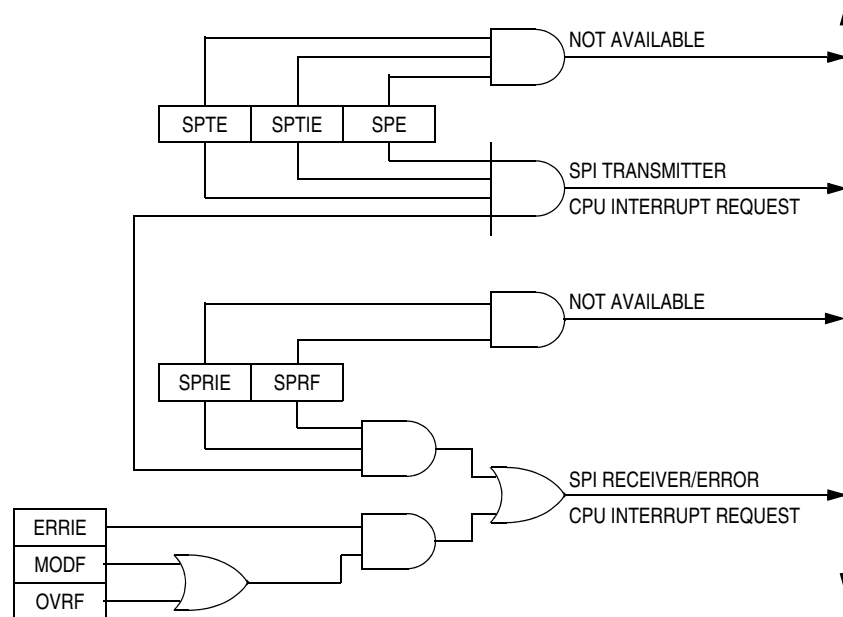 NOT AVAILABLE
SPTE SPTIE SPE
SPI TRANSMITTER
CPU INTERRUPT REQUEST
NOT AVAILABLE
SPRIE SPRF
SPI RECEIVER/ERROR
CPU INTERRUPT REQUEST
ERRIE
MODF
OVRF